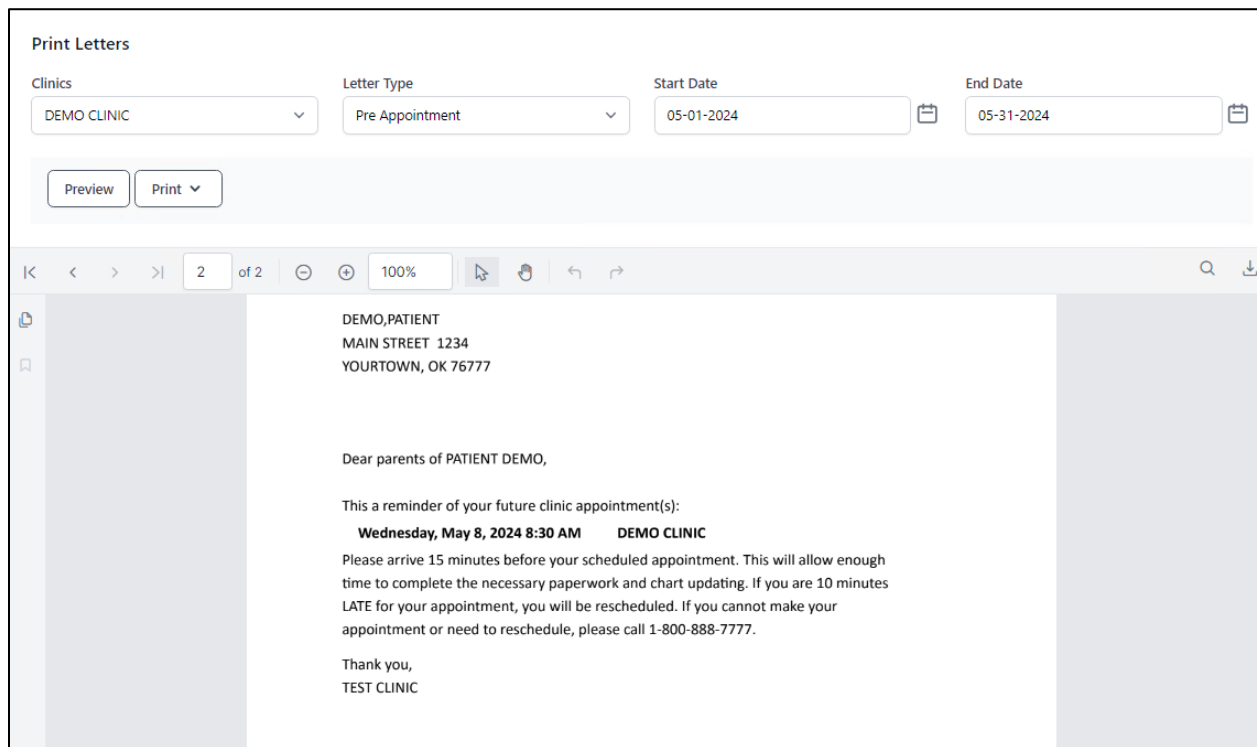 Print Letters
Clinics Letter Type Start Date End Date
DEMO CLINIC Pre Appointment 05-01-2024 05-31-2024
Preview Print
2 of 2 100%
DEMO,PATIENT
MAIN STREET  1234
YOURTOWN, OK 76777
Dear parents of PATIENT DEMO,
This a reminder of your future clinic appointment(s):
Wednesday, May 8, 2024 8:30 AM DEMO CLINIC
Please arrive 15 minutes before your scheduled appointment. This will allow enough
time to complete the necessary paperwork and chart updating. If you are 10 minutes
LATE for your appointment, you will be rescheduled. If you cannot make your
appointment or need to reschedule, please call 1-800-888-7777.
Thank you,
TEST CLINIC